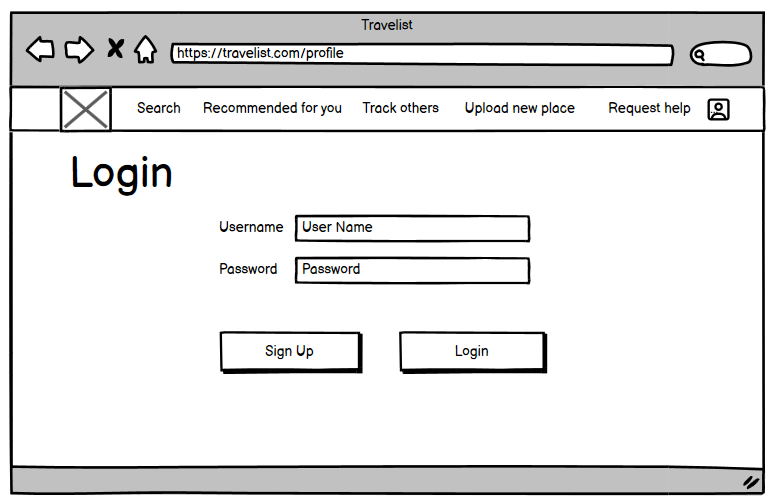 Travelist
https://travelist.com/profile
Search Recommended for you Track others Upload new place Request help
Login
Username User Name
Password Password
Sign Up Login